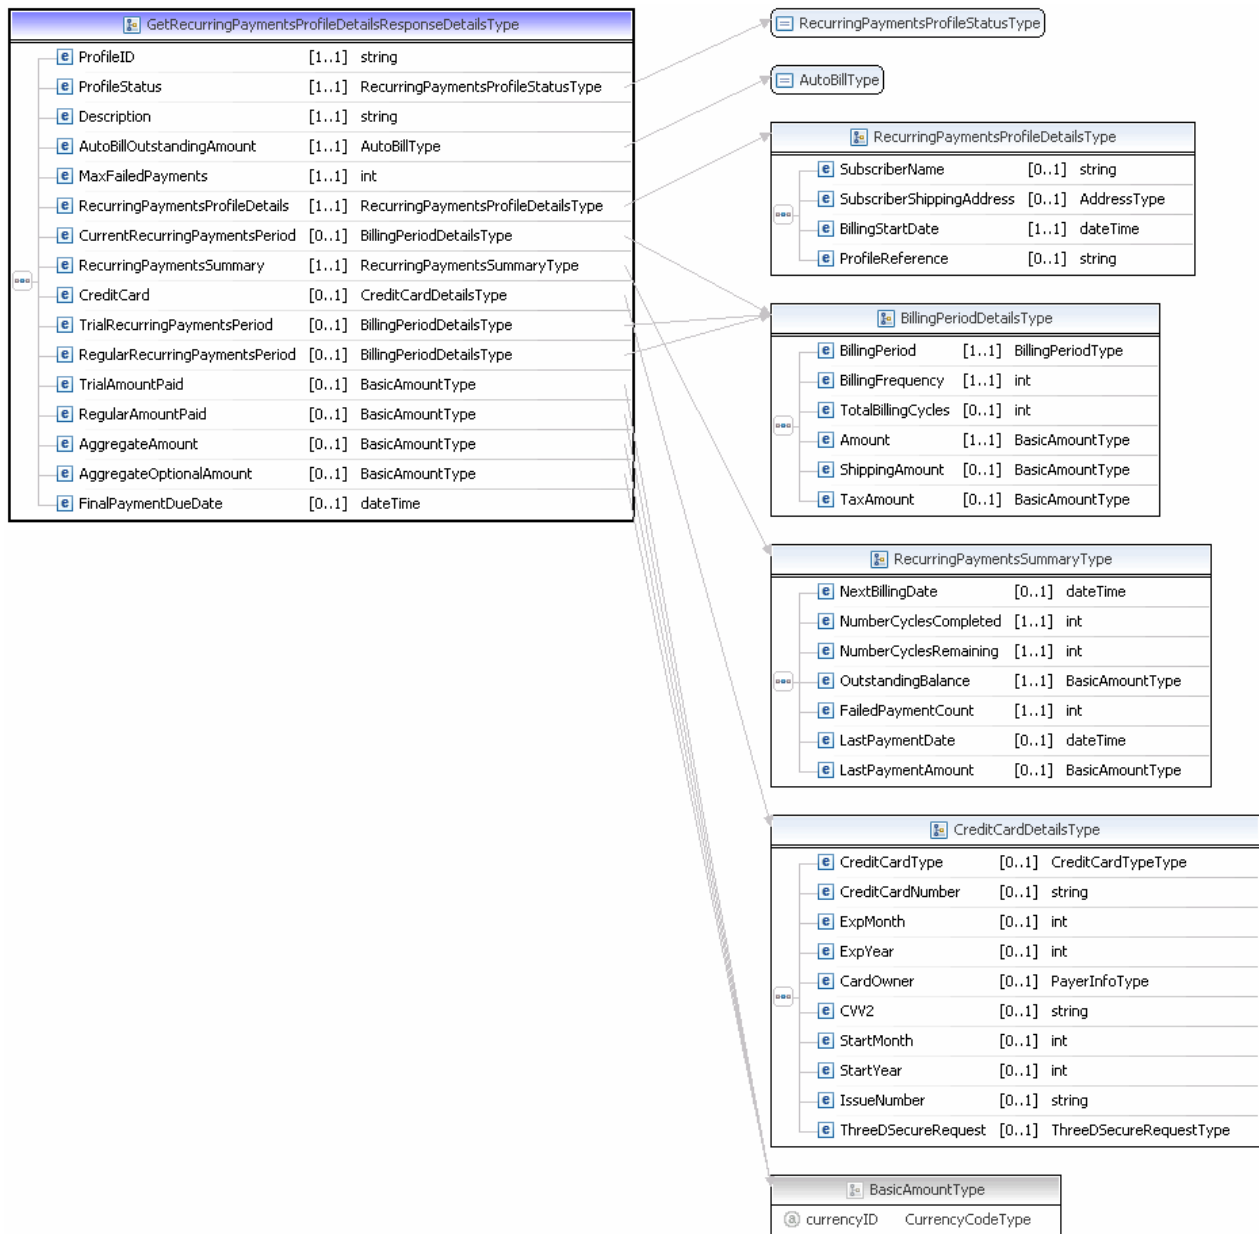 GetRecurringPaymentsProfileDetailsResponseDetailsType
e ProfileID [1..1] string
e ProfileStatus [1..1] RecurringPaymentsProfileStatusType
e Description [1..1] string
e AutoBillOutstandingAmount [1..1] AutoBillType
e MaxFailedPayments [1..1] int
e RecurringPaymentsProfileDetails [1..1] RecurringPaymentsProfileDetailsType
e CurrentRecurringPaymentsPeriod [0..1] BillingPeriodDetailsType
e RecurringPaymentsSummary [1..1] RecurringPaymentsSummaryType
e CreditCard [0..1] CreditCardDetailsType
e TrialRecurringPaymentsPeriod [0..1] BillingPeriodDetailsType
e RegularRecurringPaymentsPeriod [0..1] BillingPeriodDetailsType
e TrialAmountPaid [0..1] BasicAmountType
e RegularAmountPaid [0..1] BasicAmountType
e AggregateAmount [0..1] BasicAmountType
e AggregateOptionalAmount [0..1] BasicAmountType
e FinalPaymentDueDate [0..1] dateTime
RecurringPaymentsProfileStatusType
AutoBillType
RecurringPaymentsProfileDetailsType
e SubscriberName [0..1] string
e SubscriberShippingAddress [0..1] AddressType
e BillingStartDate [1..1] dateTime
e ProfileReference [0..1] string
BillingPeriodDetailsType
e BillingPeriod [1..1] BillingPeriodType
e BillingFrequency [1..1] int
e TotalBillingCycles [0..1] int
e Amount [1..1] BasicAmountType
e ShippingAmount [0..1] BasicAmountType
e TaxAmount [0..1] BasicAmountType
RecurringPaymentsSummaryType
e NextBillingDate [0..1] dateTime
e NumberCyclesCompleted [1..1] int
e NumberCyclesRemaining [1..1] int
e OutstandingBalance [1..1] BasicAmountType
e FailedPaymentCount [1..1] int
e LastPaymentDate [0..1] dateTime
e LastPaymentAmount [0..1] BasicAmountType
CreditCardDetailsType
e CreditCardType [0..1] CreditCardTypeType
e CreditCardNumber [0..1] string
e ExpMonth [0..1] int
e ExpYear [0..1] int
e CardOwner [0..1] PayerInfoType
e CVV2 [0..1] string
e StartMonth [0..1] int
e StartYear [0..1] int
e IssueNumber [0..1] string
e ThreeDSecureRequest [0..1] ThreeDSecureRequestType
BasicAmountType
@ currencyID CurrencyCodeType